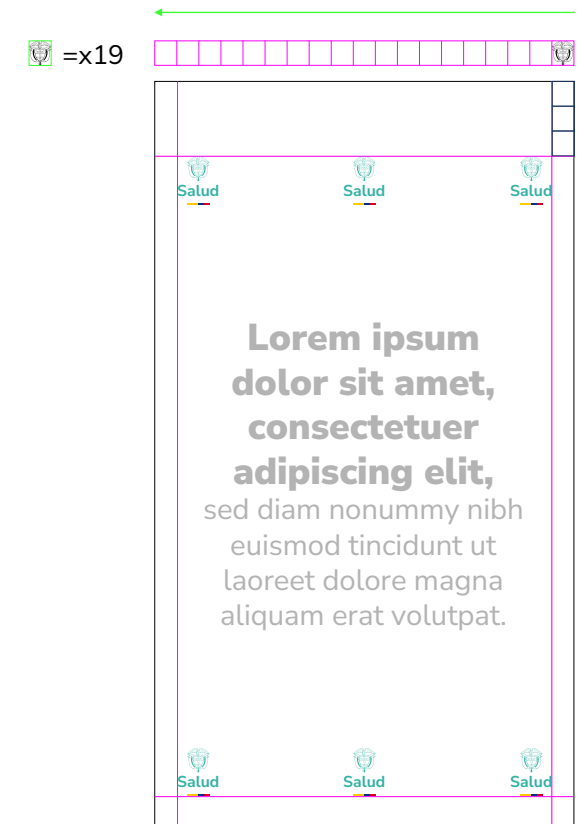 =x19
Salud Salud Salud
Lorem ipsum
dolor sit amet,
consectetuer
adipiscing elit,
sed diam nonummy nibh
euismod tincidunt ut
laoreet dolore magna
aliquam erat volutpat.
Salud Salud Salud